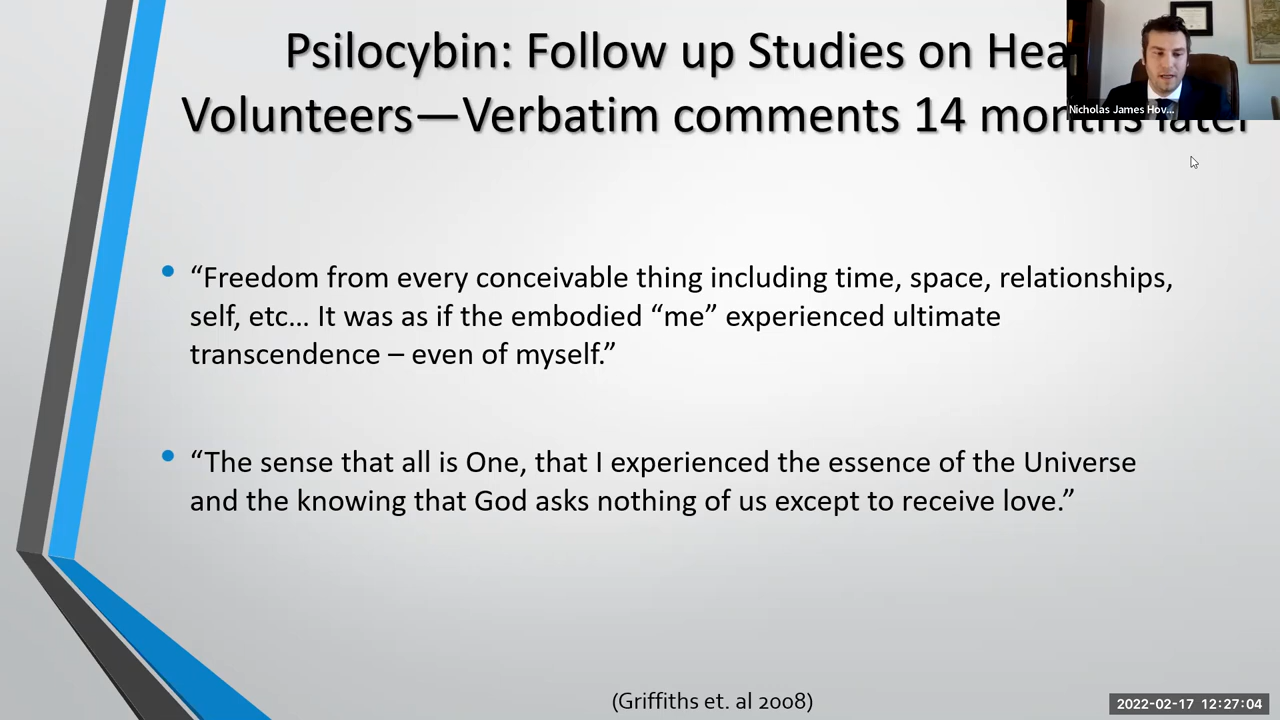 Psilocybin: Follow up Studies on Hea
Volunteers—Verbatim comments 14 months later
Nicholas James Hov...
• “Freedom from every conceivable thing including time, space, relationships,
self, etc… It was as if the embodied “me” experienced ultimate
transcendence – even of myself.”
• “The sense that all is One, that I experienced the essence of the Universe
and the knowing that God asks nothing of us except to receive love.”
(Griffiths et. al 2008)
2022-02-17 12:27:04